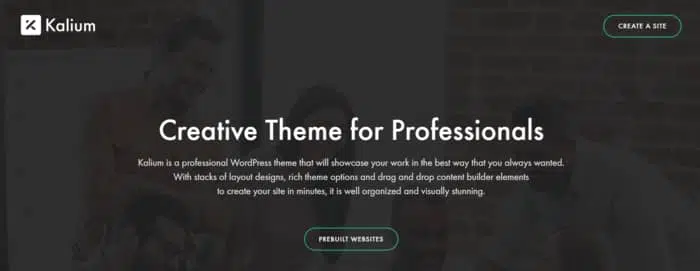 Kalium
CREATE A SITE
Creative Theme for Professionals
Kalium is a professional WordPress theme that will showcase your work in the best way that you always wanted.
With stacks of layout designs, rich theme options and drag and drop content builder elements
to create your site in minutes, it is well organized and visually stunning.
PREBUILT WEBSITES